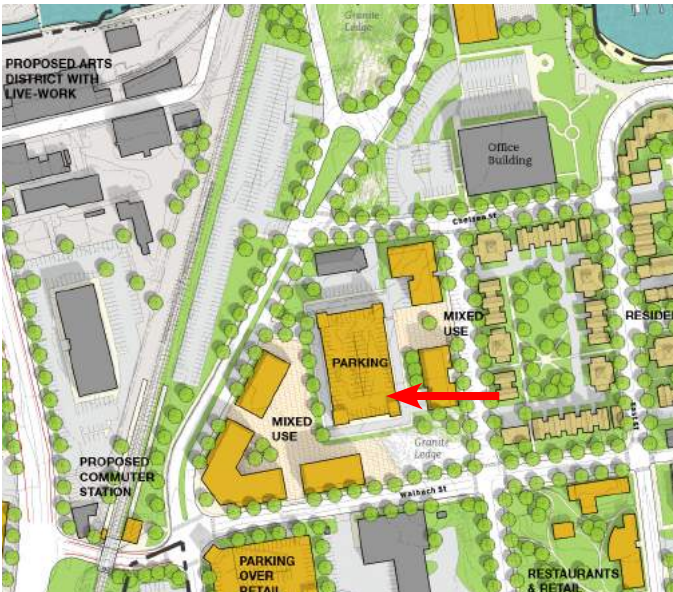 Granite
Ledge
PROPOSED ARTS
DISTRICT WITH
LIVE-WORK
Office
Building
Chelsea St
MIXED
USE
PARKING
MIXED
USE
Granite
Ledge
PROPOSED
COMMUTER
STATION
Walbach St
PARKING
OVER
RETAIL
RESTAURANTS
& RETAIL